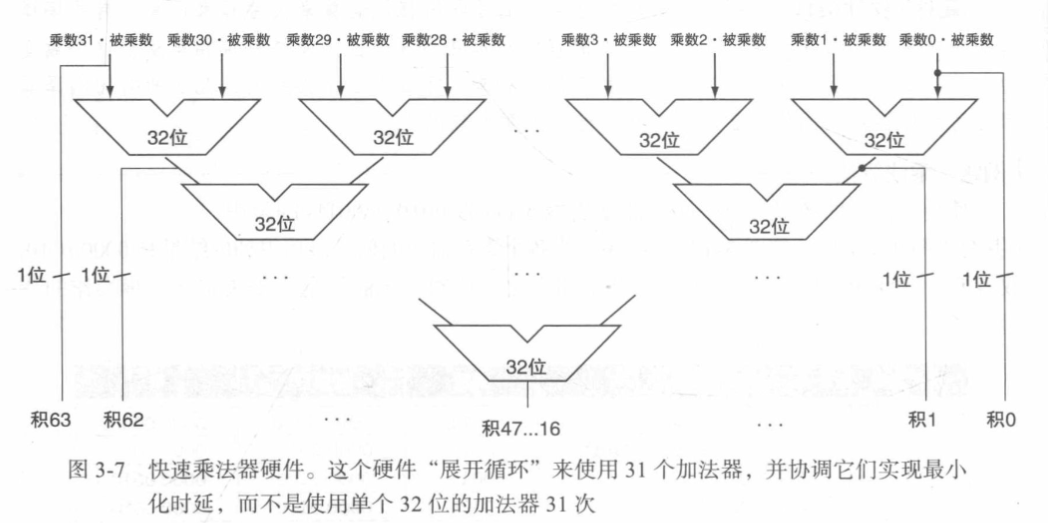 乘数31·被乘数 乘数30·被乘数 乘数29·被乘数 乘数28·被乘数 乘数3·被乘数 乘数2·被乘数 乘数1·被乘数 乘数0·被乘数
32位 32位 ... 32位 32位
32位 32位
1位 1位 ... ... ... 1位 1位
32位
积63 积62 ... 积47...16 ... 积1 积0
图 3-7 快速乘法器硬件。这个硬件“展开循环”来使用 31 个加法器，并协调它们实现最小
化时延，而不是使用单个 32 位的加法器 31 次